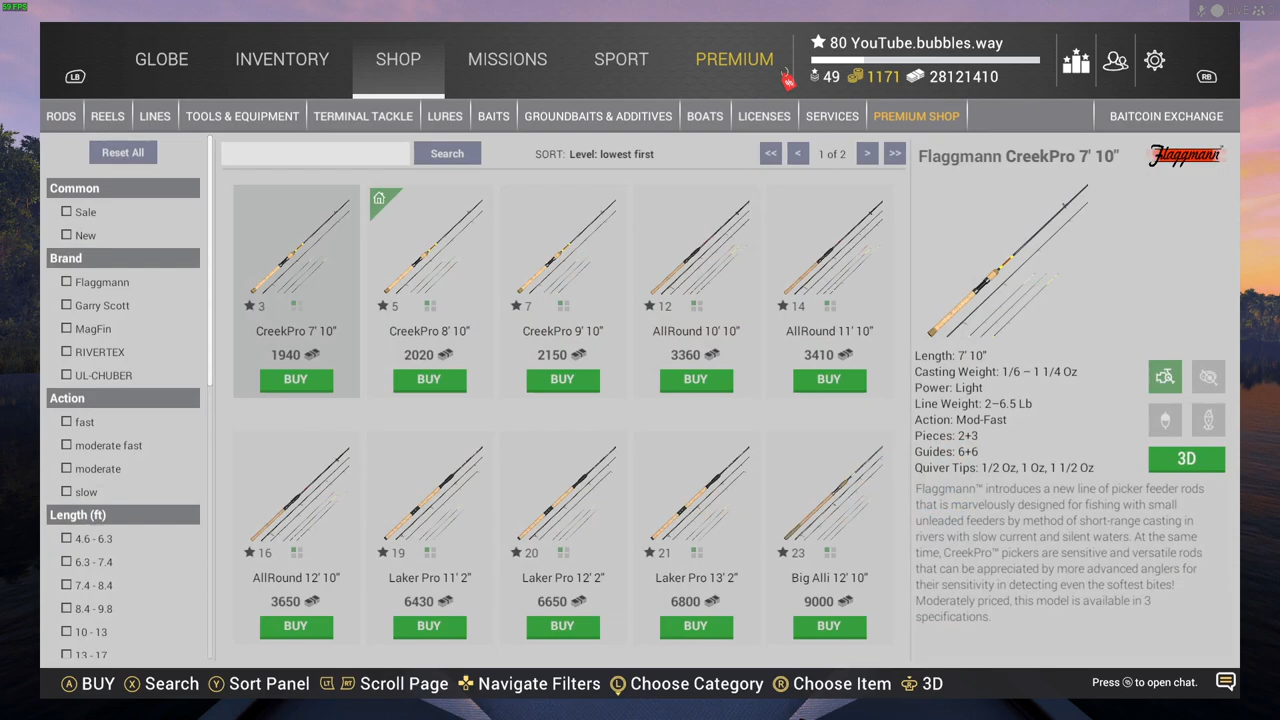 59 FPS
LIVE
LB
GLOBE
INVENTORY
SHOP
MISSIONS
SPORT
PREMIUM
80 YouTube.bubbles.way
49 1171 28121410
RB
RODS
REELS
LINES
TOOLS & EQUIPMENT
TERMINAL TACKLE
LURES
BAITS
GROUNDBAITS & ADDITIVES
BOATS
LICENSES
SERVICES
PREMIUM SHOP
BAITCOIN EXCHANGE
Reset All
Common
Sale
New
Brand
Flaggmann
Garry Scott
MagFin
RIVERTEX
UL-CHUBER
Action
fast
moderate fast
moderate
slow
Length (ft)
4.6 - 6.3
6.3 - 7.4
7.4 - 8.4
8.4 - 9.8
10 - 13
13 - 17
Search
SORT: Level: lowest first
<< < 1 of 2 > >>
3
CreekPro 7' 10"
1940
BUY
5
CreekPro 8' 10"
2020
BUY
7
CreekPro 9' 10"
2150
BUY
12
AllRound 10' 10"
3360
BUY
14
AllRound 11' 10"
3410
BUY
16
AllRound 12' 10"
3650
BUY
19
Laker Pro 11' 2"
6430
BUY
20
Laker Pro 12' 2"
6650
BUY
21
Laker Pro 13' 2"
6800
BUY
23
Big Alli 12' 10"
9000
BUY
Flaggmann CreekPro 7' 10"
Flaggmann
Length: 7' 10"
Casting Weight: 1/6 – 1 1/4 Oz
Power: Light
Line Weight: 2–6.5 Lb
Action: Mod-Fast
Pieces: 2+3
Guides: 6+6
Quiver Tips: 1/2 Oz, 1 Oz, 1 1/2 Oz
3D
Flaggmann™ introduces a new line of picker feeder rods
that is marvelously designed for fishing with small
unleaded feeders by method of short-range casting in
rivers with slow current and silent waters. At the same
time, CreekPro™ pickers are sensitive and versatile rods
that can be appreciated by more advanced anglers for
their sensitivity in detecting even the softest bites!
Moderately priced, this model is available in 3
specifications.
A BUY X Search Y Sort Panel LT RT Scroll Page Navigate Filters L Choose Category R Choose Item 3D
Press to open chat.